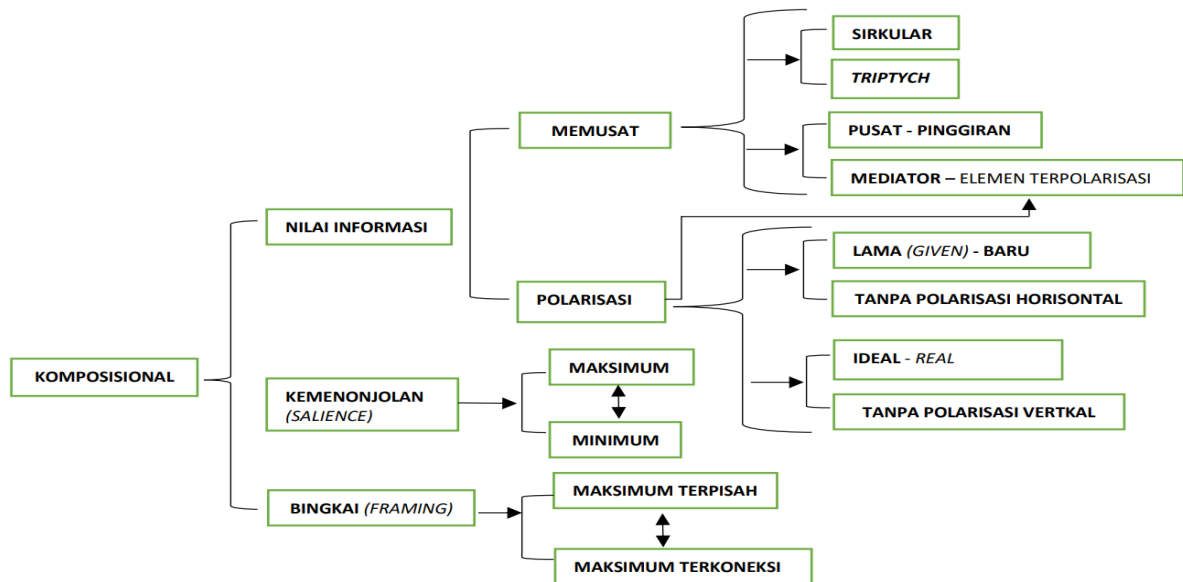 SIRKULAR
TRIPTYCH
MEMUSAT
PUSAT - PINGGIRAN
MEDIATOR – ELEMEN TERPOLARISASI
NILAI INFORMASI
LAMA (GIVEN) - BARU
POLARISASI
TANPA POLARISASI HORISONTAL
KOMPOSISIONAL
IDEAL - REAL
TANPA POLARISASI VERTKAL
KEMENONJOLAN
(SALIENCE)
MAKSIMUM
MINIMUM
BINGKAI (FRAMING)
MAKSIMUM TERPISAH
MAKSIMUM TERKONEKSI